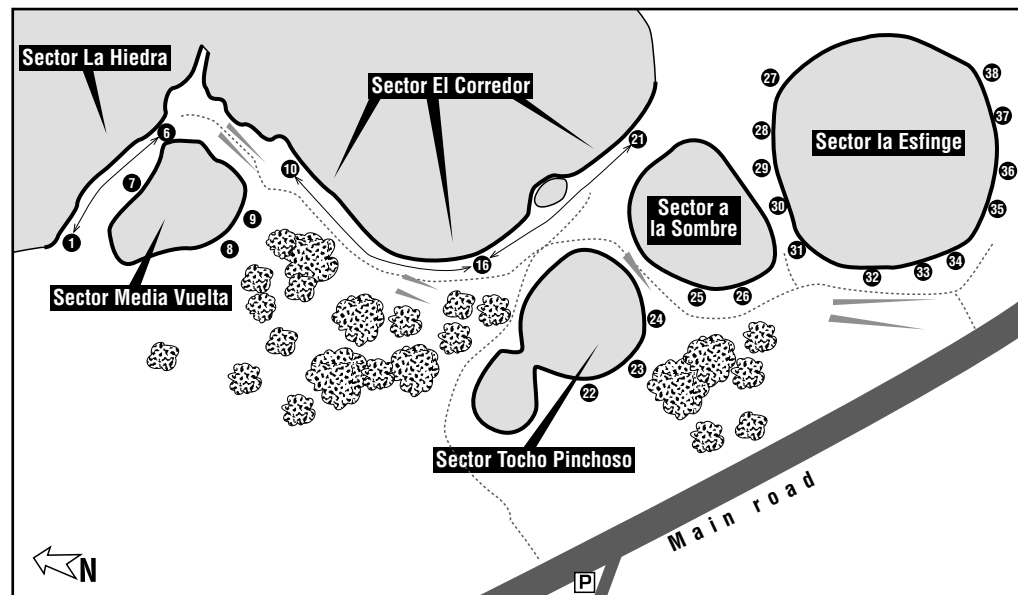 Sector La Hiedra
Sector El Corredor
Sector la Esfinge
Sector a
la Sombre
Sector Media Vuelta
Sector Tocho Pinchoso
Main road
N
P
1
6
7
8
9
10
16
21
22
23
24
25
26
27
28
29
30
31
32
33
34
35
36
37
38